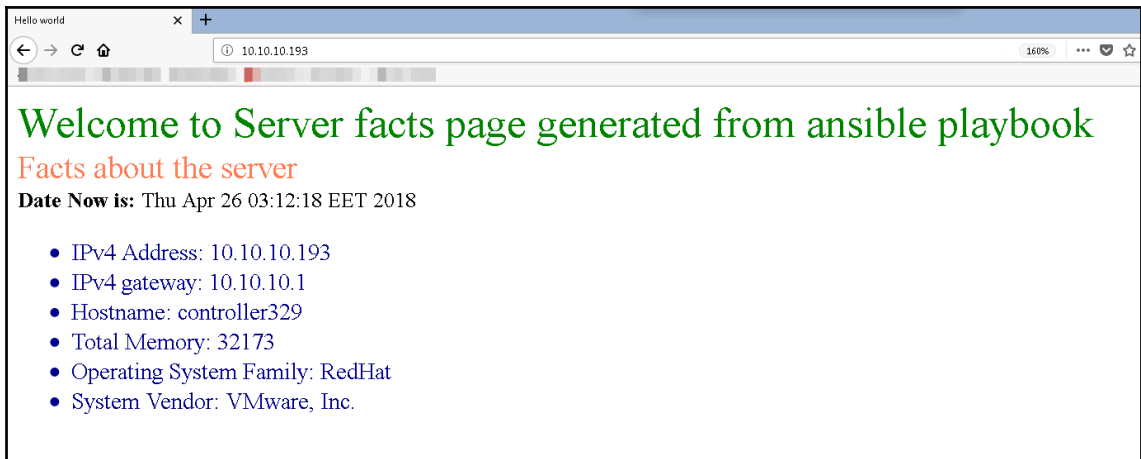 Hello world
10.10.10.193
160%
Welcome to Server facts page generated from ansible playbook
Facts about the server
Date Now is: Thu Apr 26 03:12:18 EET 2018
IPv4 Address: 10.10.10.193
IPv4 gateway: 10.10.10.1
Hostname: controller329
Total Memory: 32173
Operating System Family: RedHat
System Vendor: VMware, Inc.